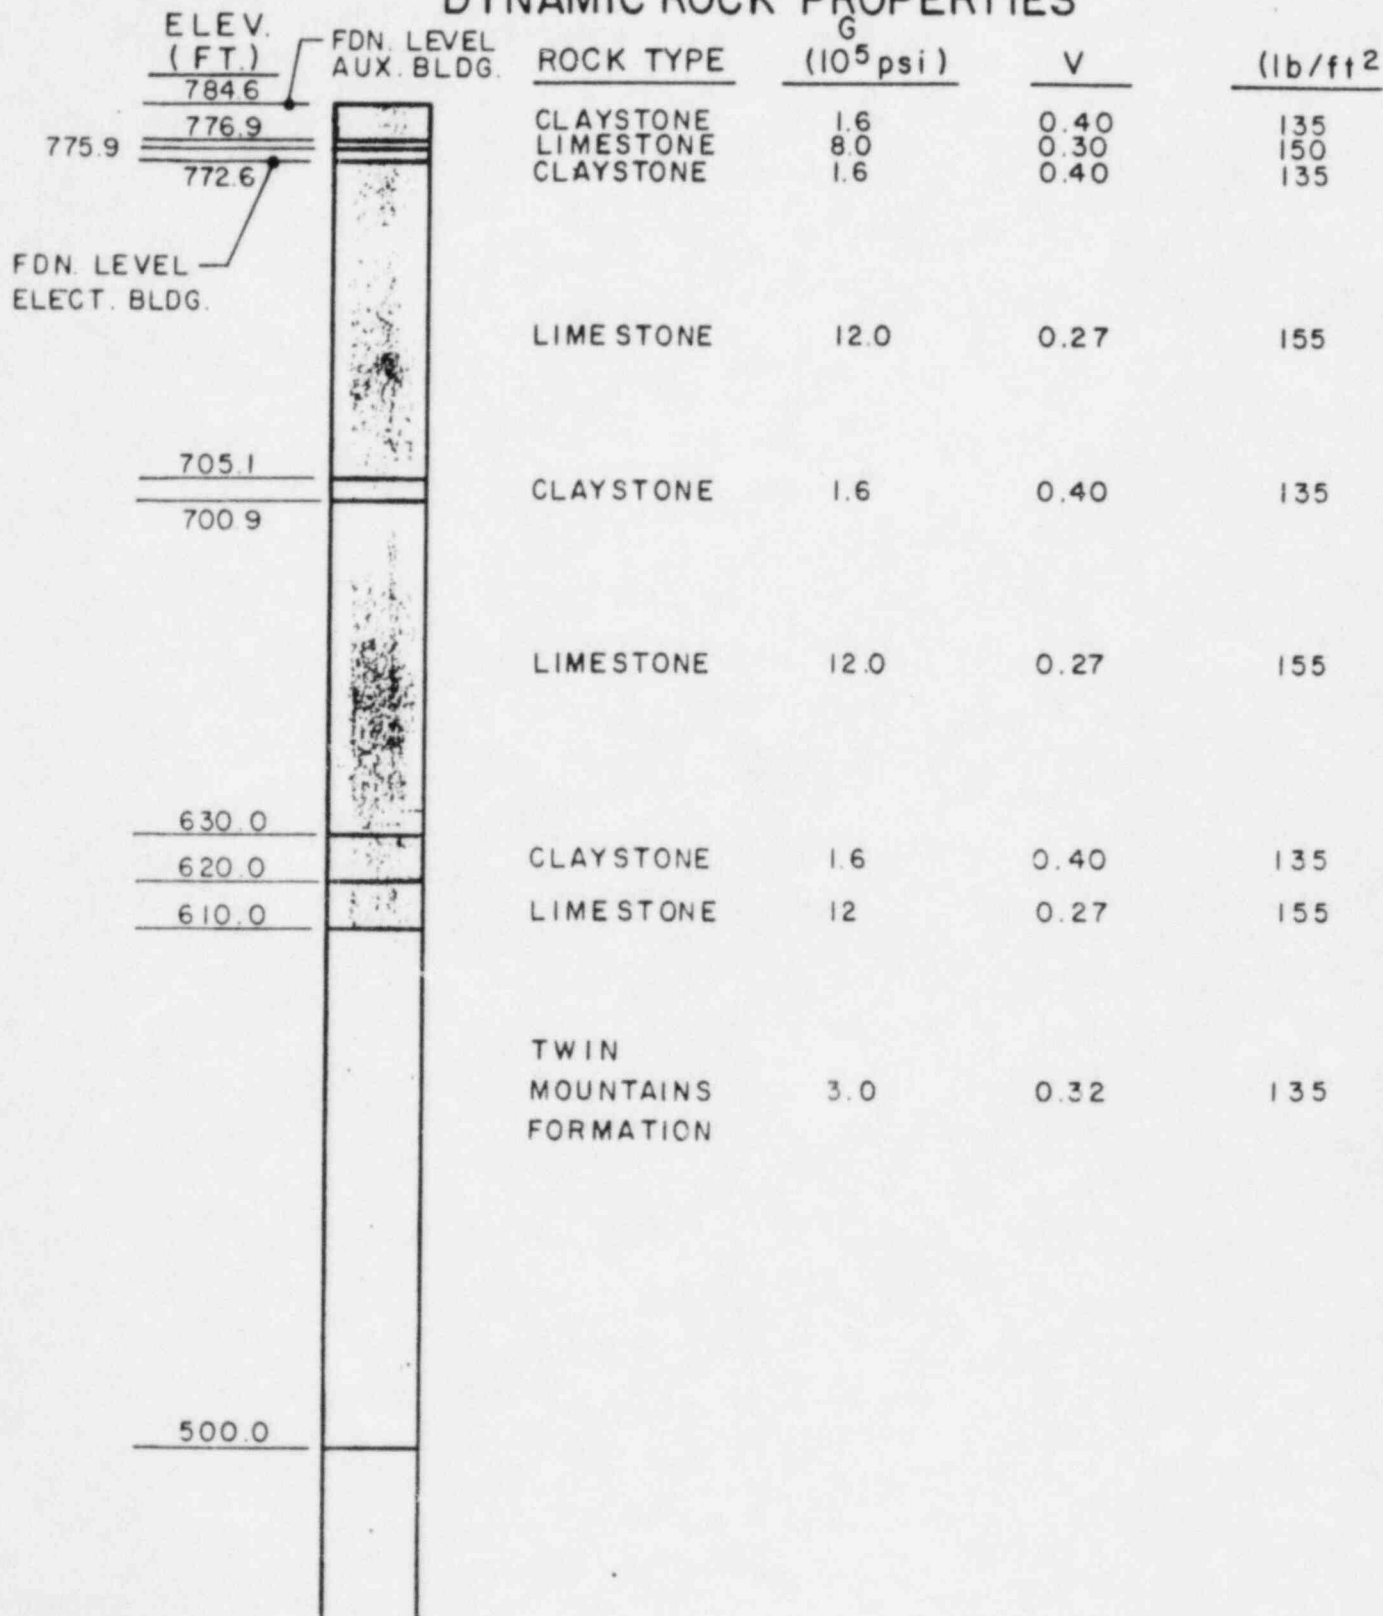 DYNAMIC ROCK PROPERTIES
ELEV.
(FT.)
FDN. LEVEL
AUX. BLDG.
ROCK TYPE
G
(10⁵ psi)
V
(lb/ft²
784.6
776.9
775.9
772.6
FDN. LEVEL
ELECT. BLDG.
CLAYSTONE 1.6 0.40 135
LIMESTONE 8.0 0.30 150
CLAYSTONE 1.6 0.40 135
LIMESTONE 12.0 0.27 155
705.1
CLAYSTONE 1.6 0.40 135
700.9
LIMESTONE 12.0 0.27 155
630.0
CLAYSTONE 1.6 0.40 135
620.0
LIMESTONE 12 0.27 155
610.0
TWIN
MOUNTAINS 3.0 0.32 135
FORMATION
500.0